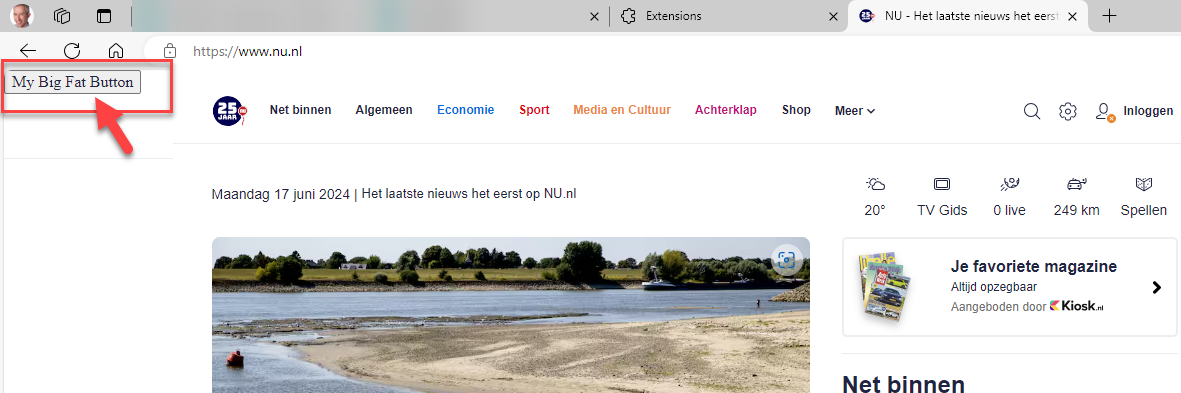 Extensions
NU - Het laatste nieuws het eerst
https://www.nu.nl
My Big Fat Button
25 JAAR
Net binnen Algemeen Economie Sport Media en Cultuur Achterklap Shop Meer Inloggen
Maandag 17 juni 2024 | Het laatste nieuws het eerst op NU.nl
20° TV Gids 0 live 249 km Spellen
Je favoriete magazine
Altijd opzegbaar
Aangeboden door Kiosk.nl
Net binnen